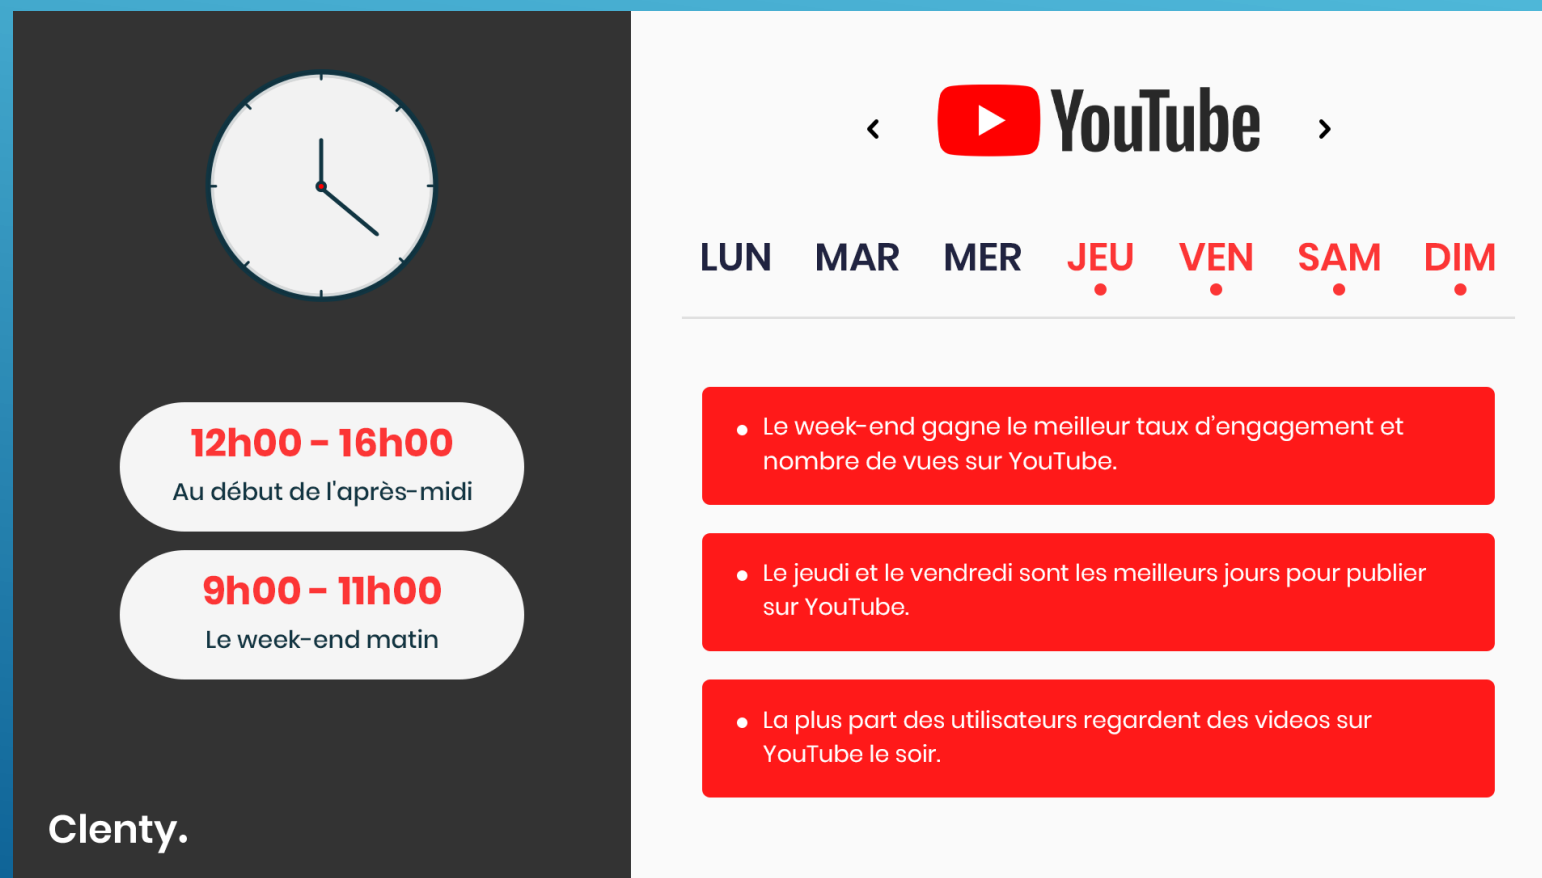 12h00 - 16h00
Au début de l'après-midi
9h00 - 11h00
Le week-end matin
Clenty.
YouTube
LUN MAR MER JEU VEN SAM DIM
Le week-end gagne le meilleur taux d’engagement et
nombre de vues sur YouTube.
Le jeudi et le vendredi sont les meilleurs jours pour publier
sur YouTube.
La plus part des utilisateurs regardent des videos sur
YouTube le soir.